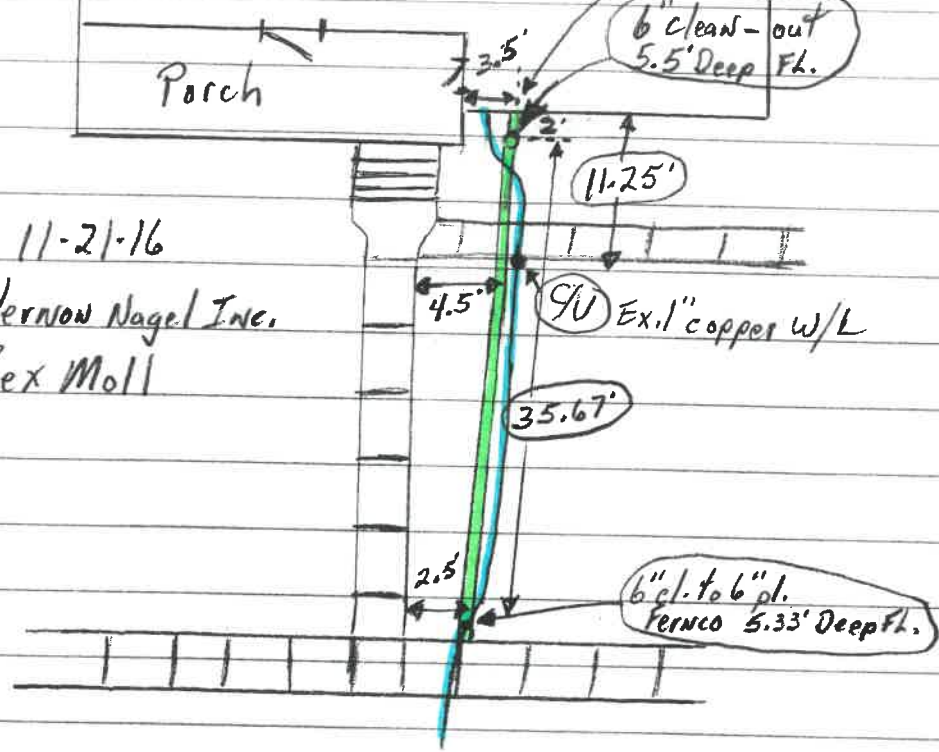 6" clean-out
5.5' Deep FL.
3.5'
Porch
2'
11.25'
11-21-16
4.5'
C/V Ex. 1" copper W/L
Vernon Nagel Inc.
ex Moll
35.67'
2.5'
6" cl. to 6" pl.
Fernco 5.33' Deep FL.